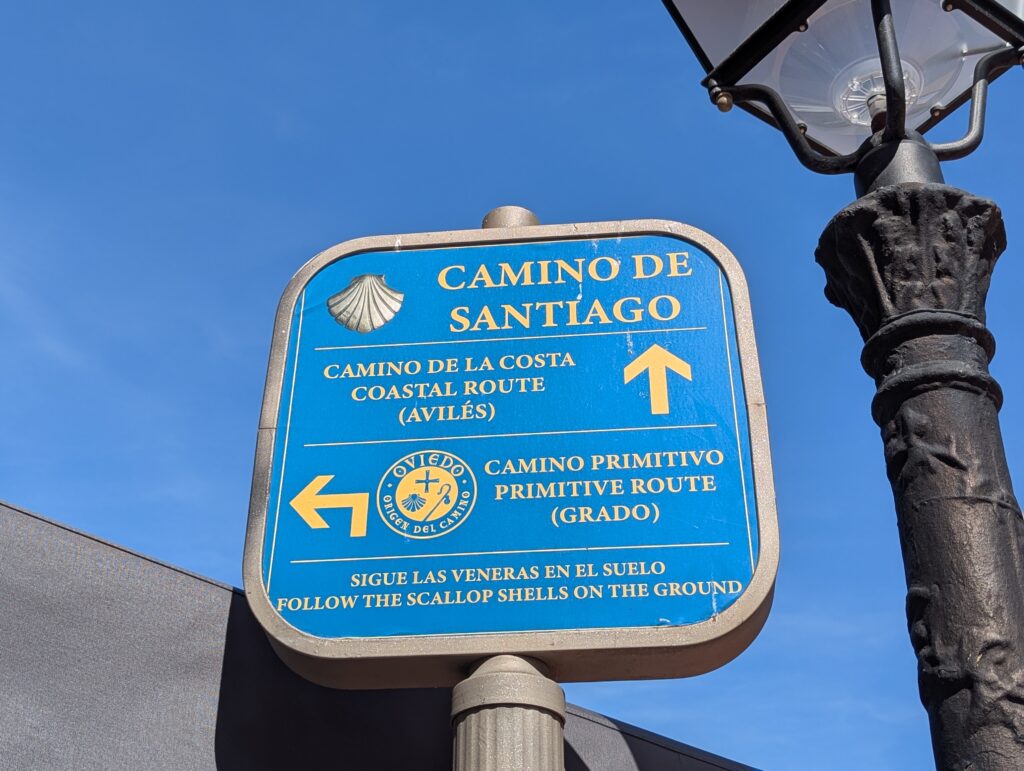 CAMINO DE
SANTIAGO
CAMINO DE LA COSTA
COASTAL ROUTE
(AVILÉS)
OVIEDO
ORIGEN DEL CAMINO
CAMINO PRIMITIVO
PRIMITIVE ROUTE
(GRADO)
SIGUE LAS VENERAS EN EL SUELO
FOLLOW THE SCALLOP SHELLS ON THE GROUND